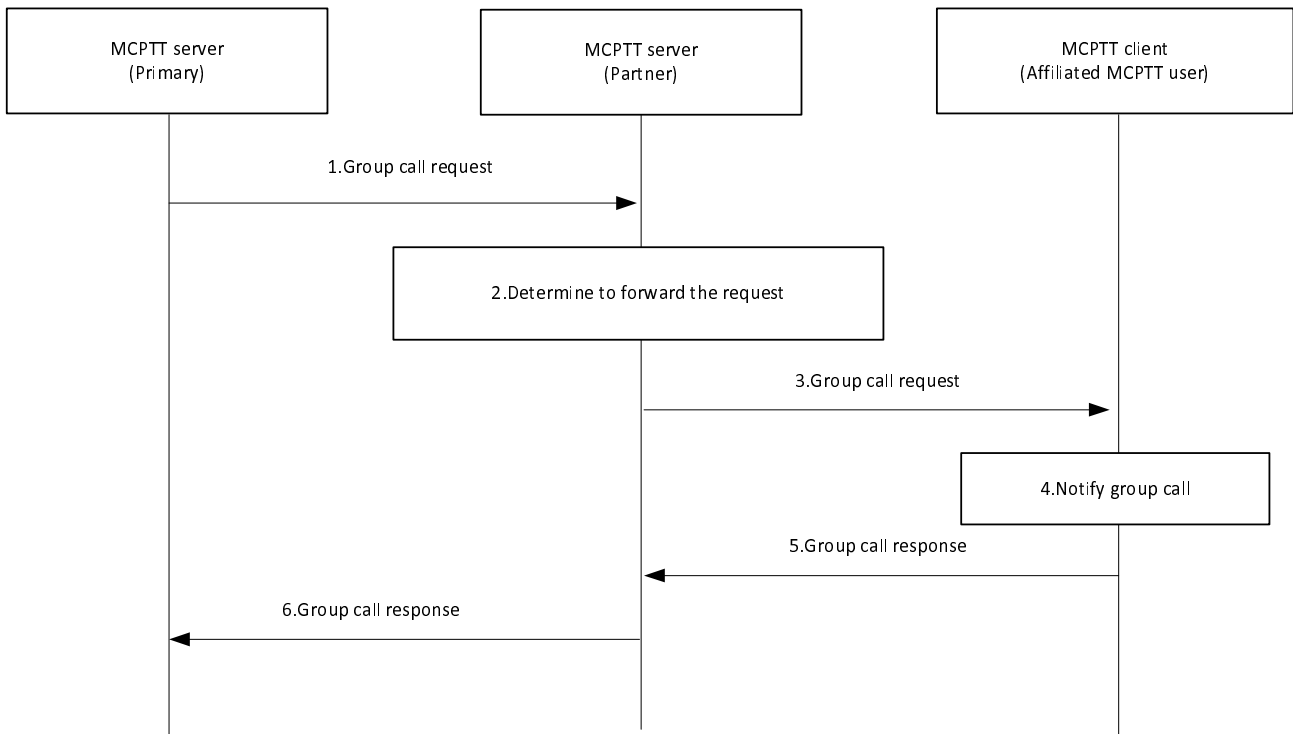 MCPTT server
(Primary)
MCPTT server
(Partner)
MCPTT client
(Affiliated MCPTT user)
1.Group call request
2.Determine to forward the request
3.Group call request
4.Notify group call
5.Group call response
6.Group call response